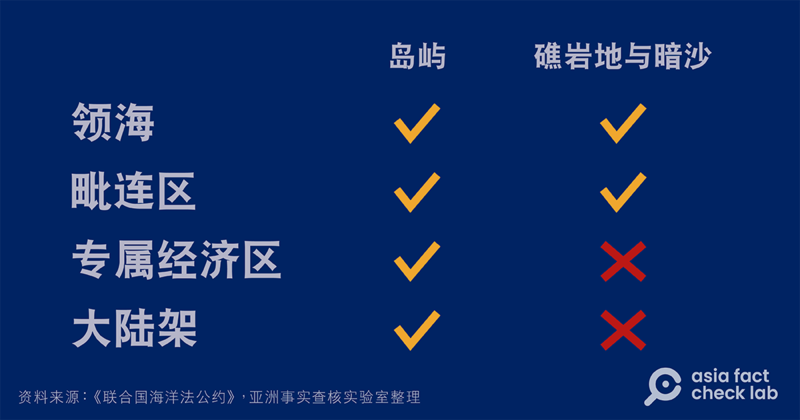 岛屿 礁岩地与暗沙
领海
毗连区
专属经济区
大陆架
资料来源：《联合国海洋法公约》，亚洲事实查核实验室整理
asia fact
check lab